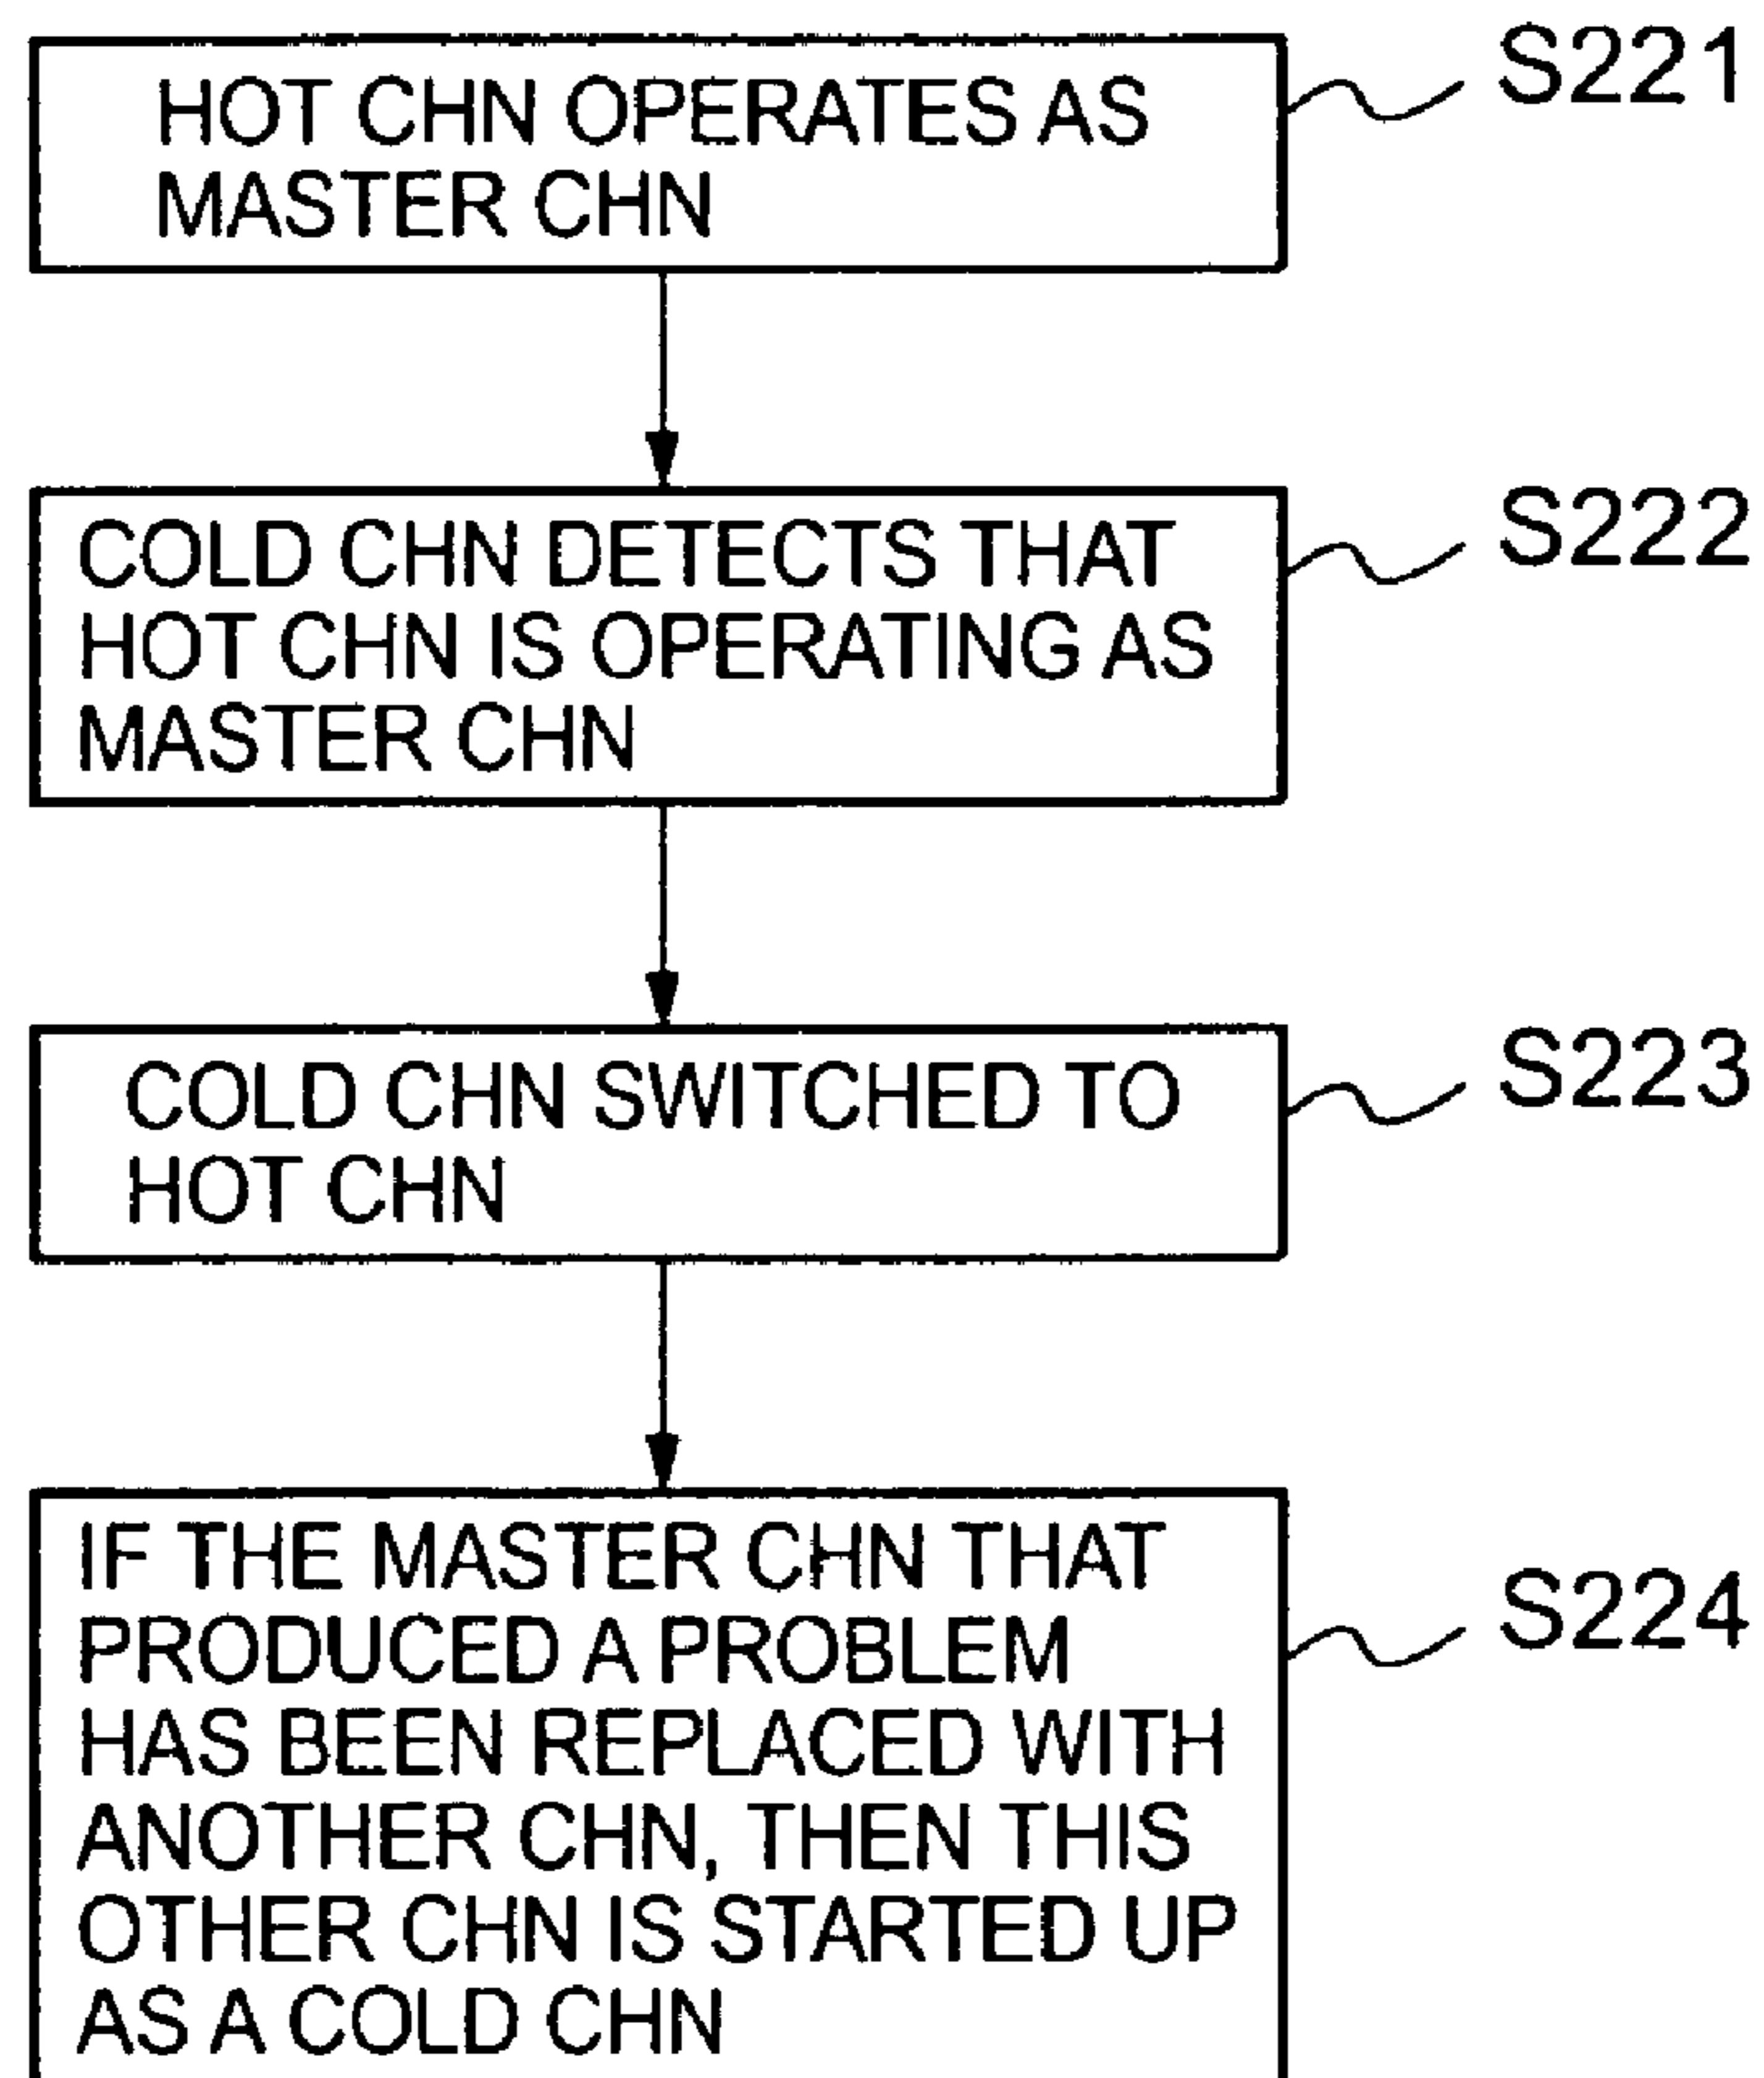 HOT CHN OPERATES AS
MASTER CHN
S221
COLD CHN DETECTS THAT
HOT CHN IS OPERATING AS
MASTER CHN
S222
COLD CHN SWITCHED TO
HOT CHN
S223
IF THE MASTER CHN THAT
PRODUCED A PROBLEM
HAS BEEN REPLACED WITH
ANOTHER CHN, THEN THIS
OTHER CHN IS STARTED UP
AS A COLD CHN
S224